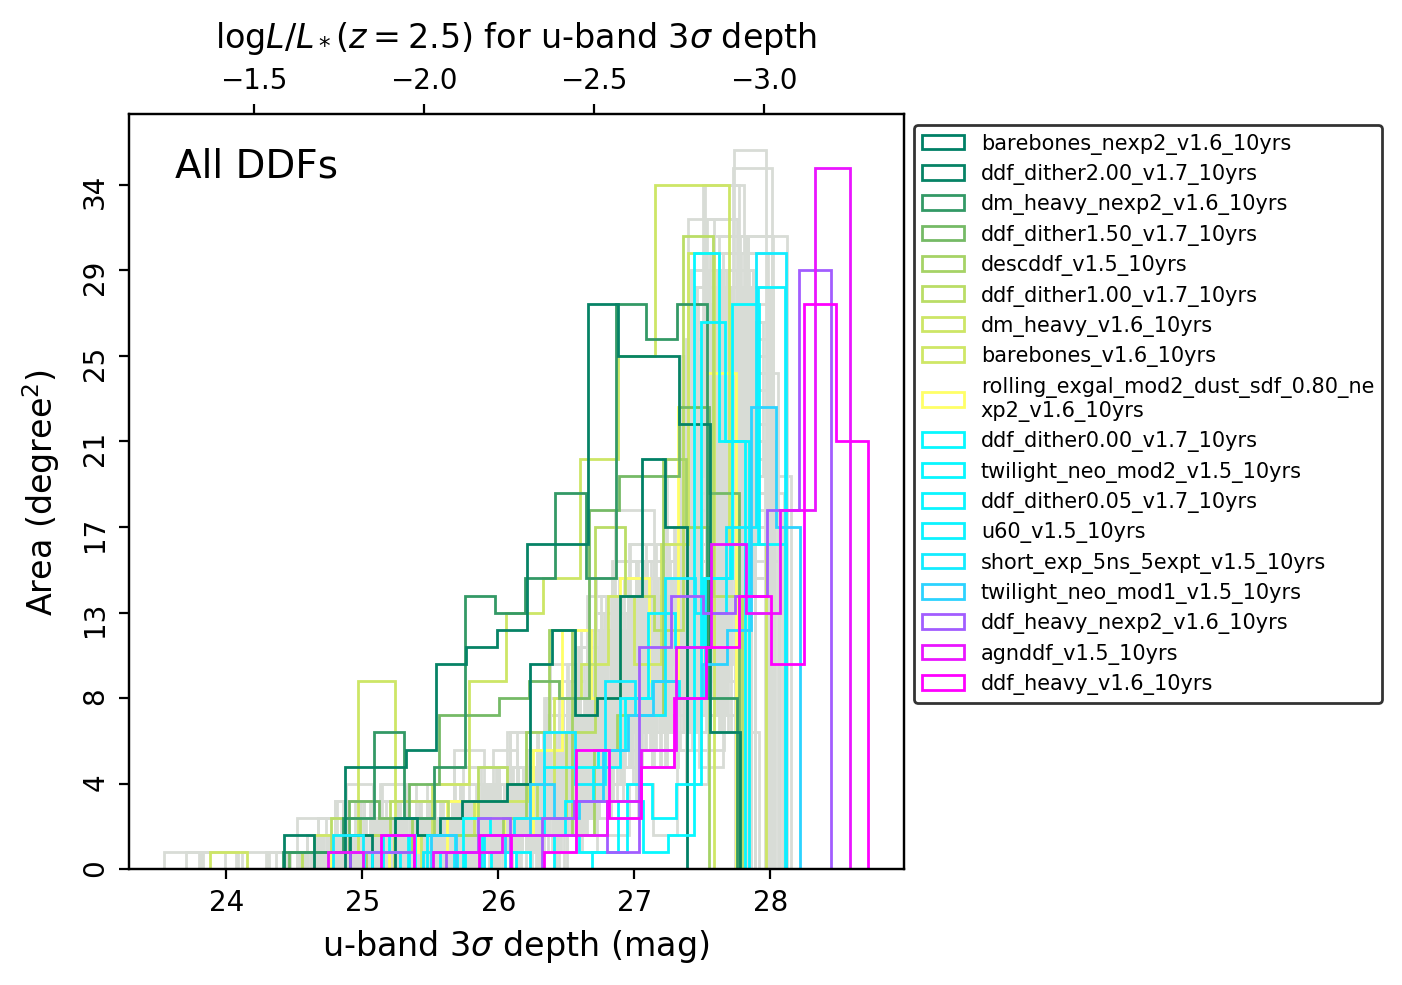 logL/L*(z = 2.5) for u-band 3σ depth
−1.5 −2.0 −2.5 −3.0
All DDFs
34
29
25
21
17
13
8
4
0
Area (degree²)
24 25 26 27 28
u-band 3σ depth (mag)
barebones_nexp2_v1.6_10yrs
ddf_dither2.00_v1.7_10yrs
dm_heavy_nexp2_v1.6_10yrs
ddf_dither1.50_v1.7_10yrs
descddf_v1.5_10yrs
ddf_dither1.00_v1.7_10yrs
dm_heavy_v1.6_10yrs
barebones_v1.6_10yrs
rolling_exgal_mod2_dust_sdf_0.80_ne
xp2_v1.6_10yrs
ddf_dither0.00_v1.7_10yrs
twilight_neo_mod2_v1.5_10yrs
ddf_dither0.05_v1.7_10yrs
u60_v1.5_10yrs
short_exp_5ns_5expt_v1.5_10yrs
twilight_neo_mod1_v1.5_10yrs
ddf_heavy_nexp2_v1.6_10yrs
agnddf_v1.5_10yrs
ddf_heavy_v1.6_10yrs